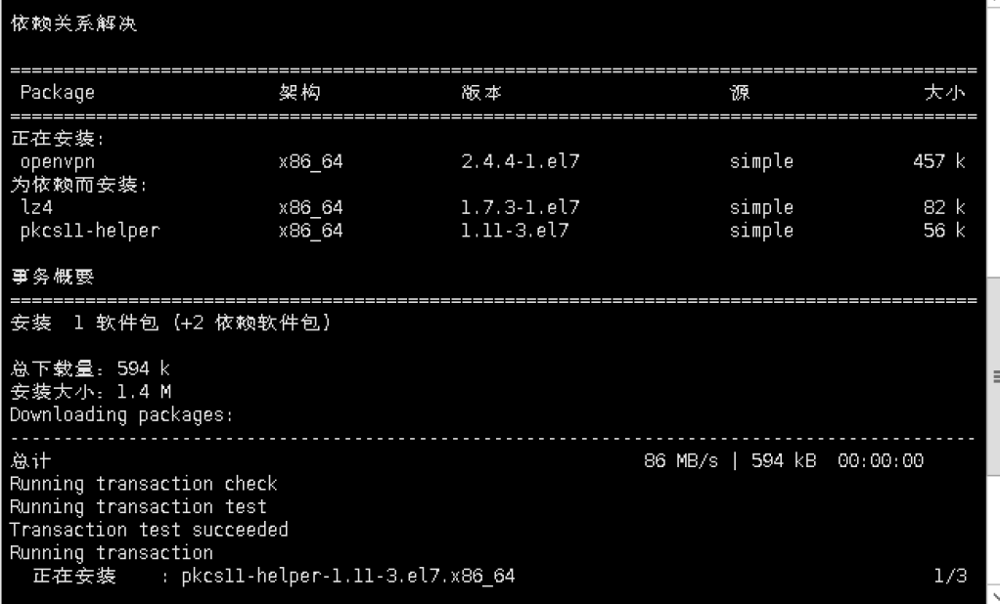 依赖关系解决
================================================================================
Package 架构 版本 源 大小
================================================================================
正在安装:
openvpn x86_64 2.4.4-1.el7 simple 457 k
为依赖而安装:
lz4 x86_64 1.7.3-1.el7 simple 82 k
pkcs11-helper x86_64 1.11-3.el7 simple 56 k
事务概要
================================================================================
安装 1 软件包 (+2 依赖软件包)
总下载量：594 k
安装大小：1.4 M
Downloading packages:
--------------------------------------------------------------------------------
总计 86 MB/s | 594 kB 00:00:00
Running transaction check
Running transaction test
Transaction test succeeded
Running transaction
正在安装 : pkcs11-helper-1.11-3.el7.x86_64 1/3